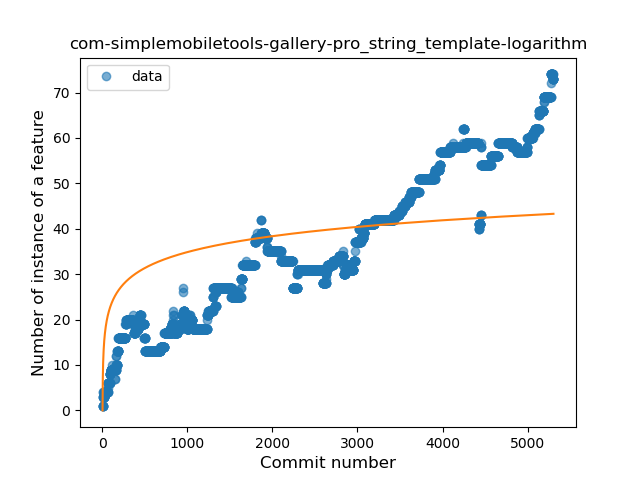 com-simplemobiletools-gallery-pro_string_template-logarithm
data
Number of instance of a feature
70
60
50
40
30
20
10
0
0 1000 2000 3000 4000 5000
Commit number